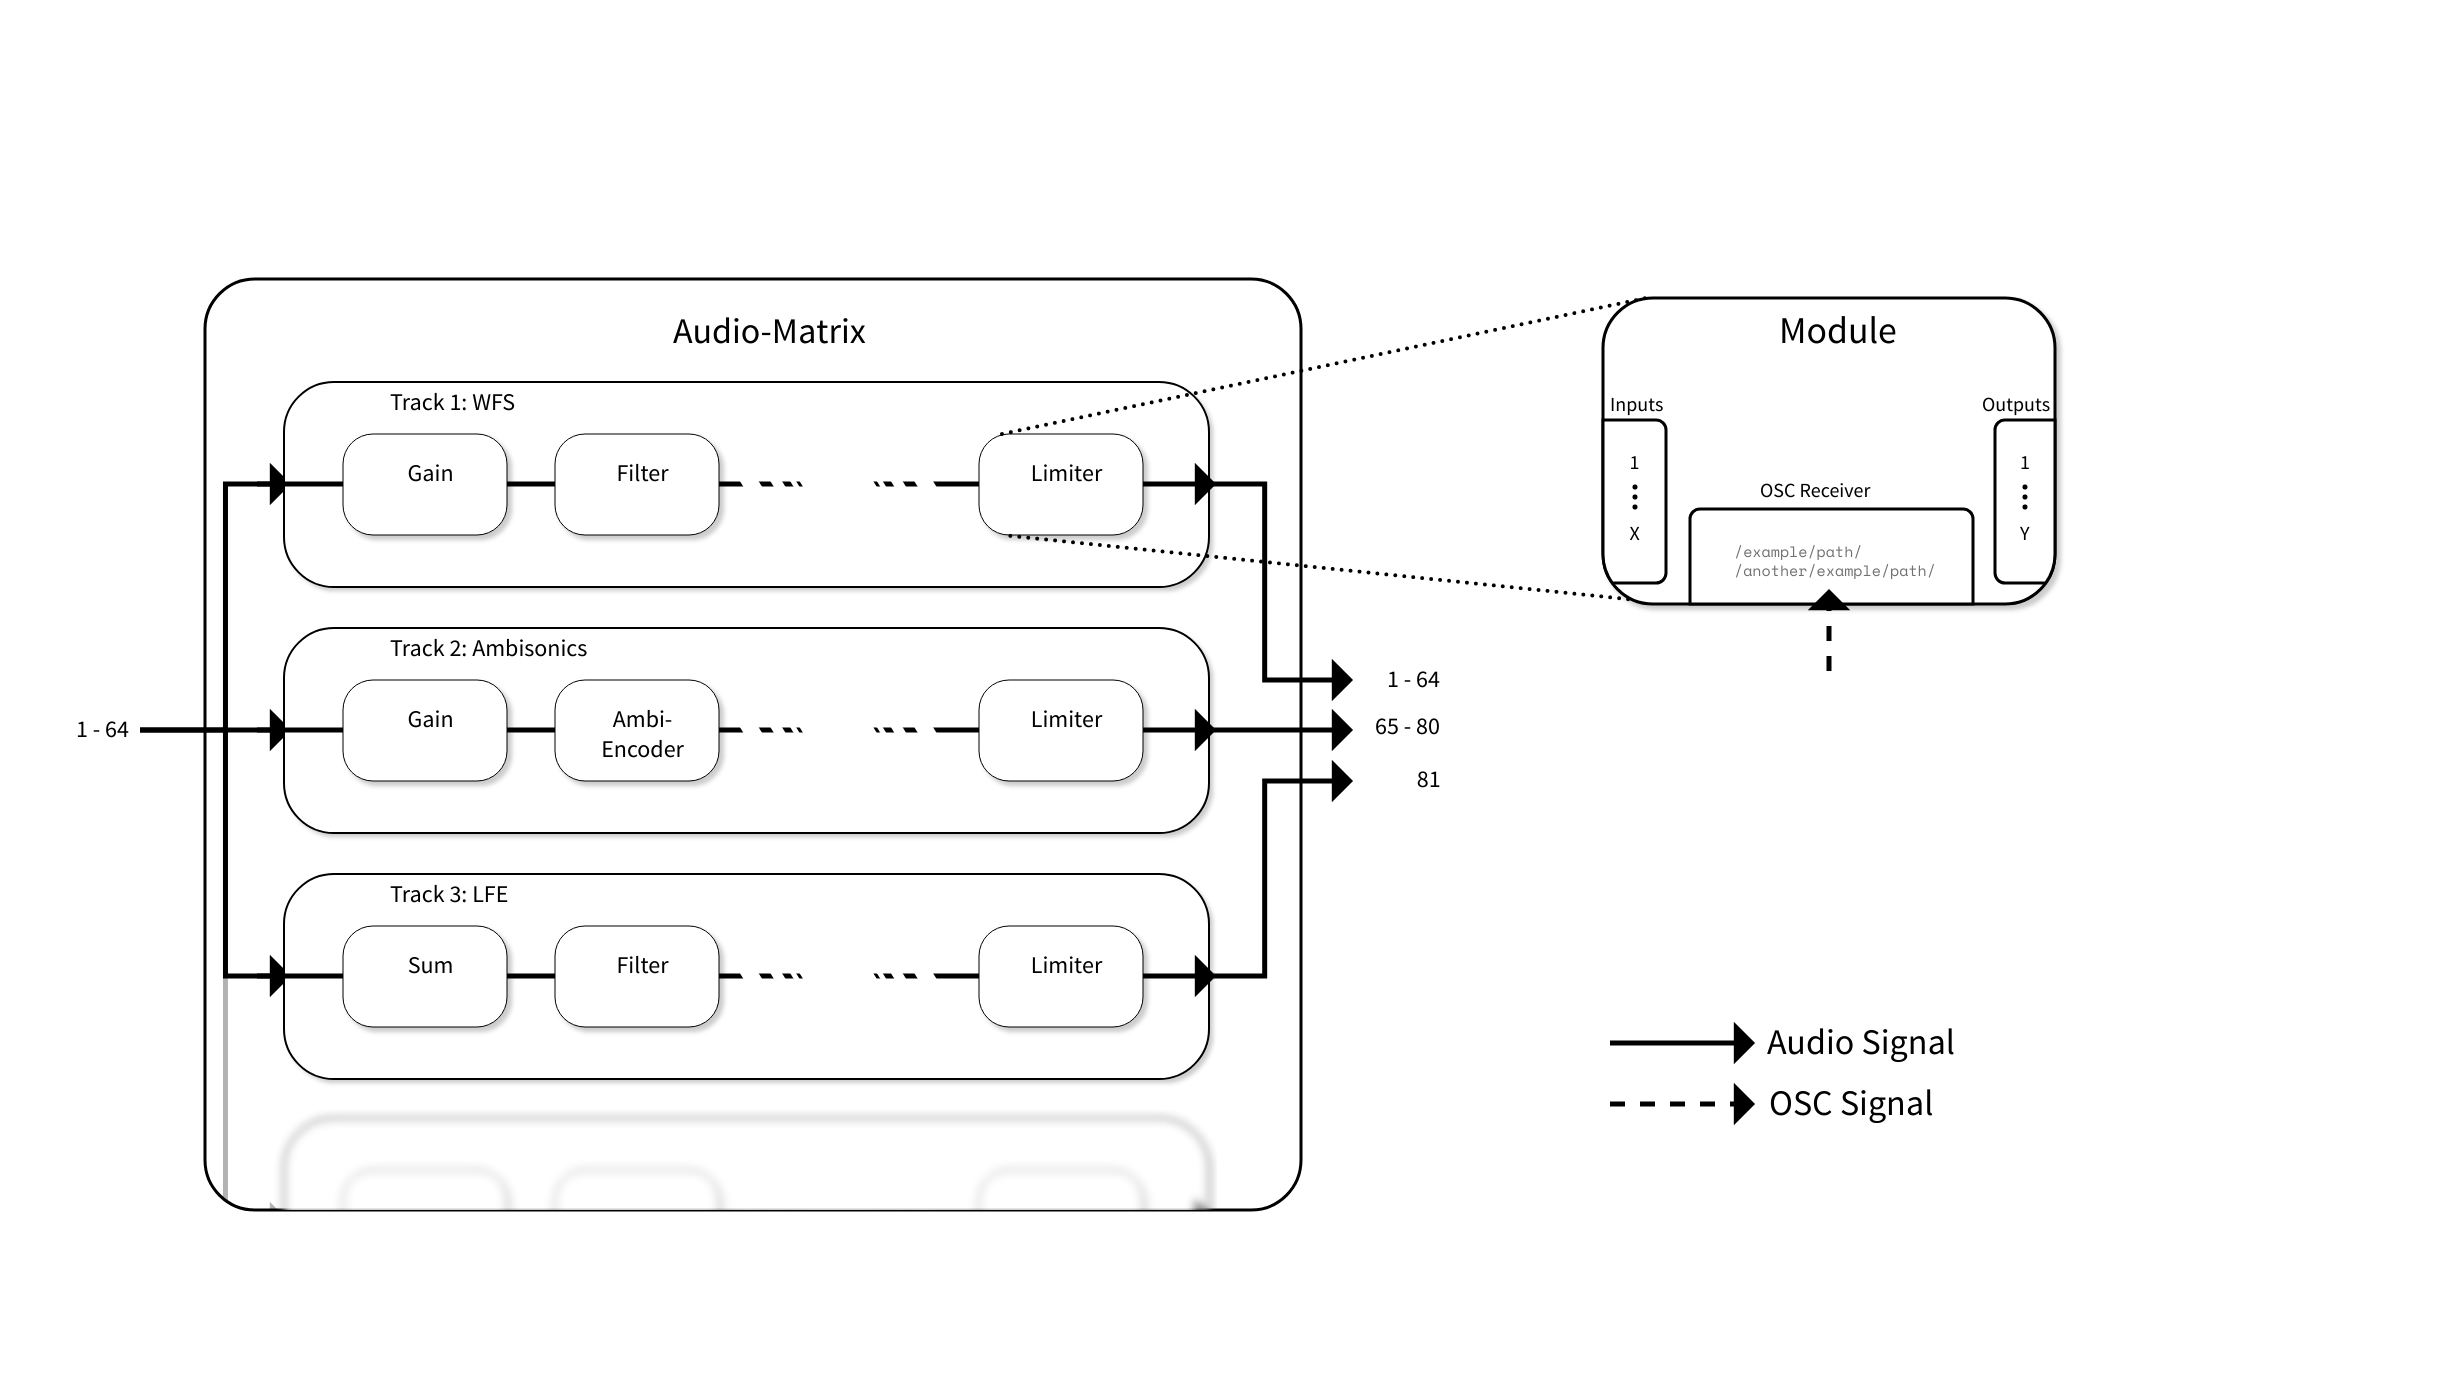 Audio-Matrix
Track 1: WFS
Gain
Filter
Limiter
Track 2: Ambisonics
Gain
Ambi-
Encoder
Limiter
Track 3: LFE
Sum
Filter
Limiter
1 - 64
1 - 64
65 - 80
81
Module
Inputs
1
X
OSC Receiver
/example/path/
/another/example/path/
Outputs
1
Y
Audio Signal
OSC Signal